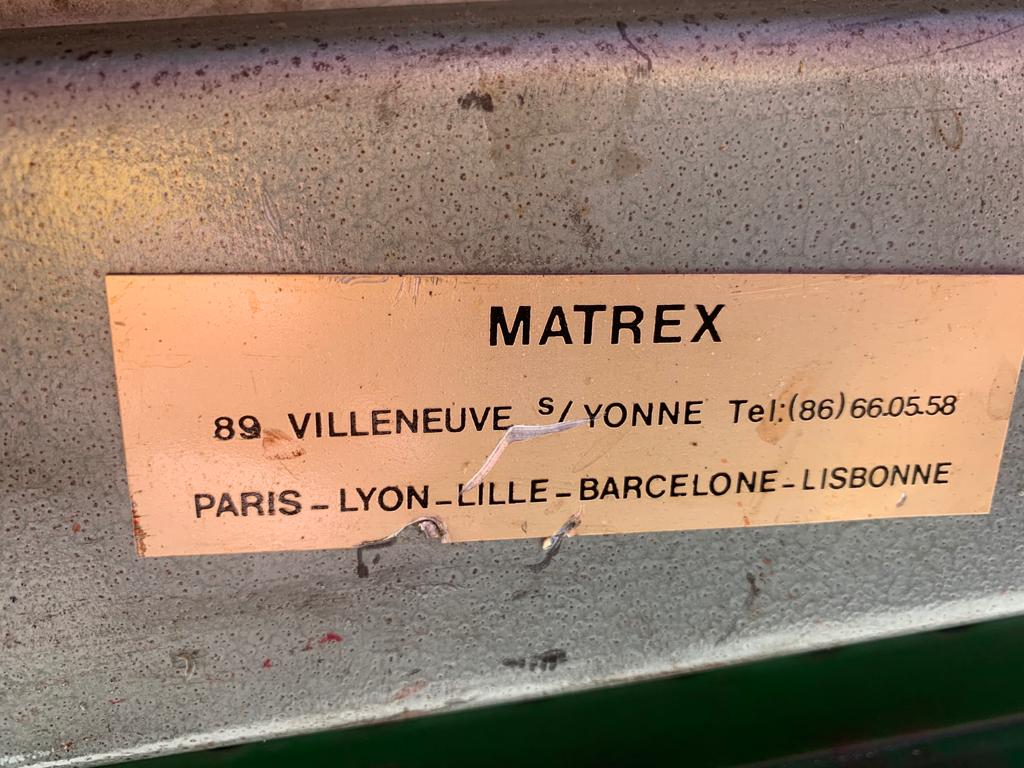 MATREX
89 VILLENEUVE S/ YONNE Tel:(86)66.05.58
PARIS - LYON - LILLE - BARCELONE - LISBONNE